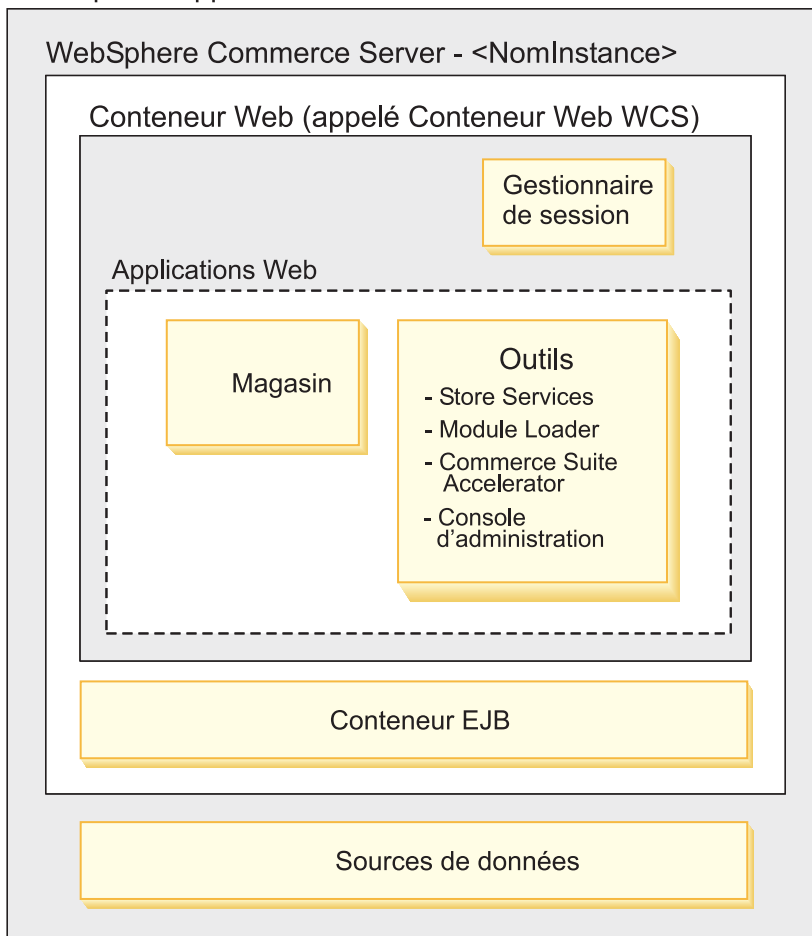 WebSphere Commerce Server - <NomInstance>
Conteneur Web (appelé Conteneur Web WCS)
Gestionnaire
de session
Applications Web
Magasin
Outils
- Store Services
- Module Loader
- Commerce Suite
Accelerator
- Console
d'administration
Conteneur EJB
Sources de données